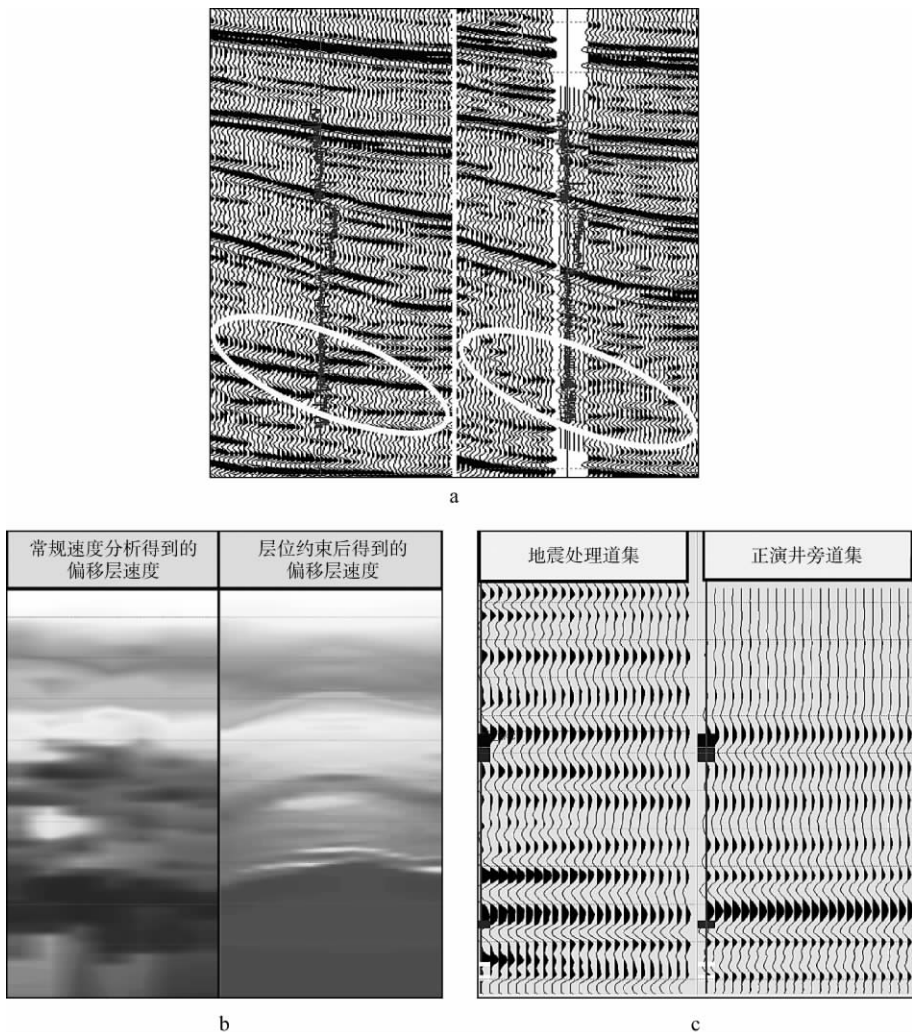 a
常规速度分析得到的
偏移层速度
层位约束后得到的
偏移层速度
地震处理道集
正演井旁道集
b
c